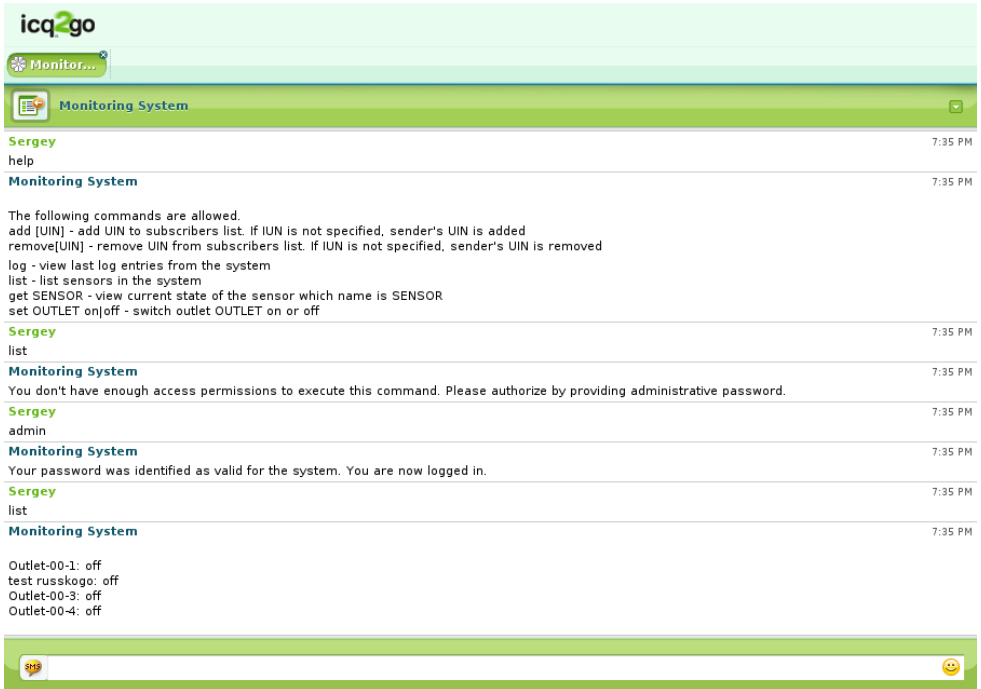 icq2go
Monitor...
Monitoring System
Sergey 7:35 PM
help
Monitoring System 7:35 PM
The following commands are allowed.
add [UIN] - add UIN to subscribers list. If IUN is not specified, sender's UIN is added
remove[UIN] - remove UIN from subscribers list. If IUN is not specified, sender's UIN is removed
log - view last log entries from the system
list - list sensors in the system
get SENSOR - view current state of the sensor which name is SENSOR
set OUTLET on|off - switch outlet OUTLET on or off
Sergey 7:35 PM
list
Monitoring System 7:35 PM
You don't have enough access permissions to execute this command. Please authorize by providing administrative password.
Sergey 7:35 PM
admin
Monitoring System 7:35 PM
Your password was identified as valid for the system. You are now logged in.
Sergey 7:35 PM
list
Monitoring System 7:35 PM
Outlet-00-1: off
test russkogo: off
Outlet-00-3: off
Outlet-00-4: off
SMS